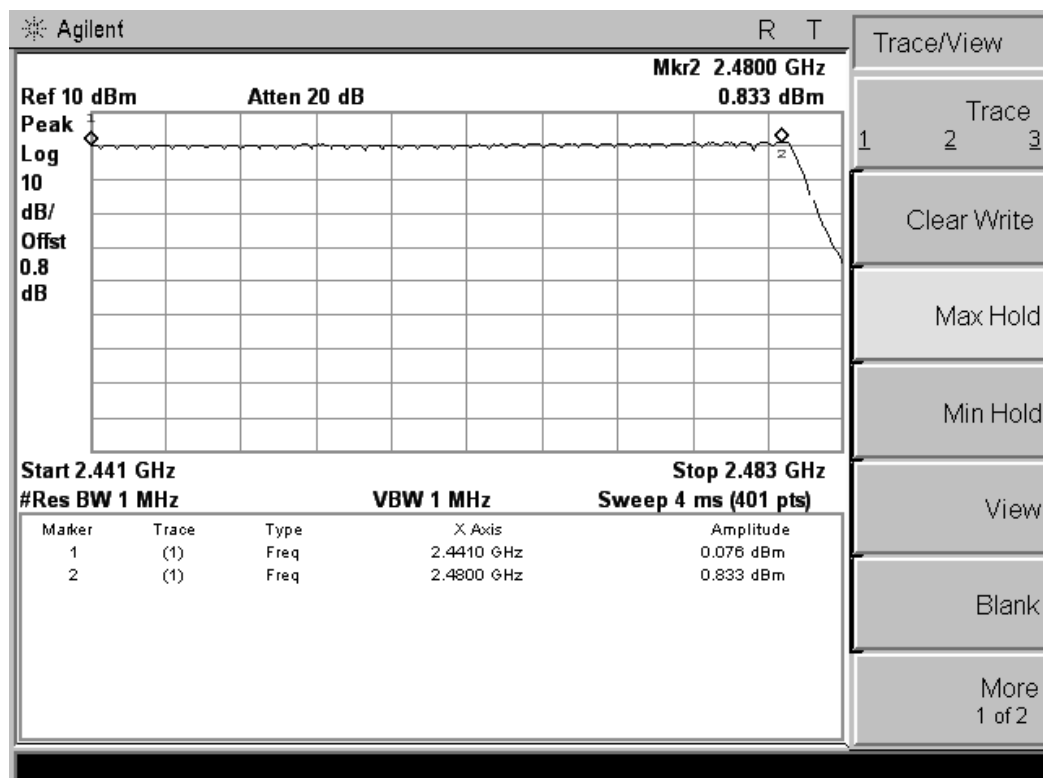 Agilent R T
Mkr2 2.4800 GHz
Ref 10 dBm Atten 20 dB 0.833 dBm
Peak
Log
10
dB/
Offst
0.8
dB
1
2
Start 2.441 GHz Stop 2.483 GHz
#Res BW 1 MHz VBW 1 MHz Sweep 4 ms (401 pts)
Marker Trace Type X Axis Amplitude
1 (1) Freq 2.4410 GHz 0.076 dBm
2 (1) Freq 2.4800 GHz 0.833 dBm
Trace/View
Trace
1 2 3
Clear Write
Max Hold
Min Hold
View
Blank
More
1 of 2